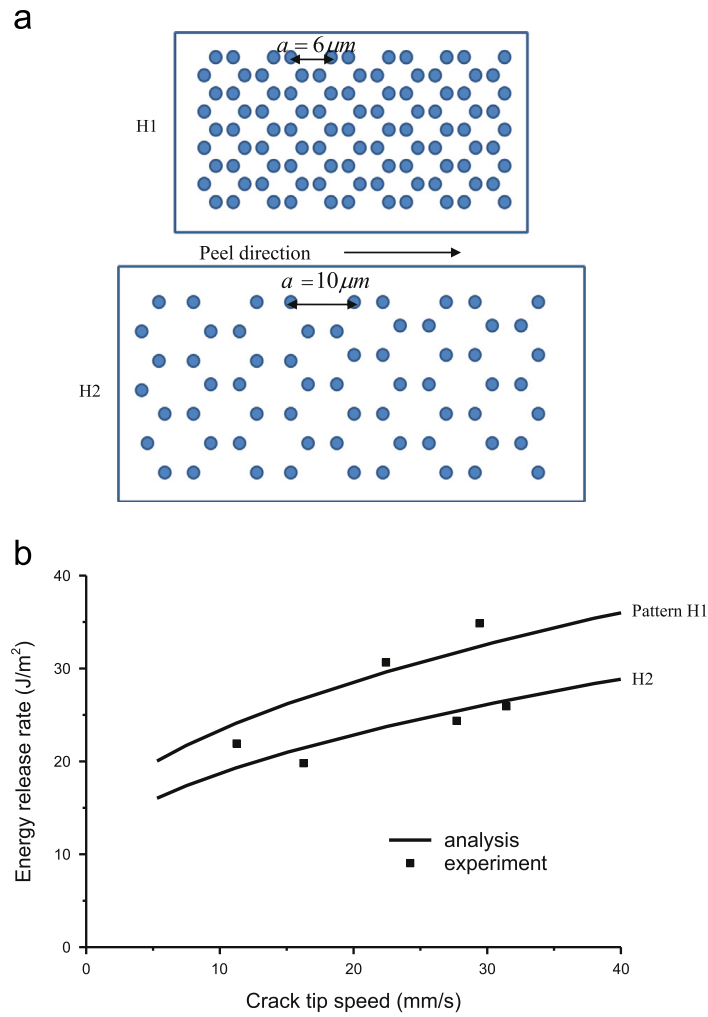 a
a = 6μm
H1
Peel direction
a = 10μm
H2
b
40
30
20
10
0
Energy release rate (J/m²)
Pattern H1
H2
analysis
experiment
0
10
20
30
40
Crack tip speed (mm/s)